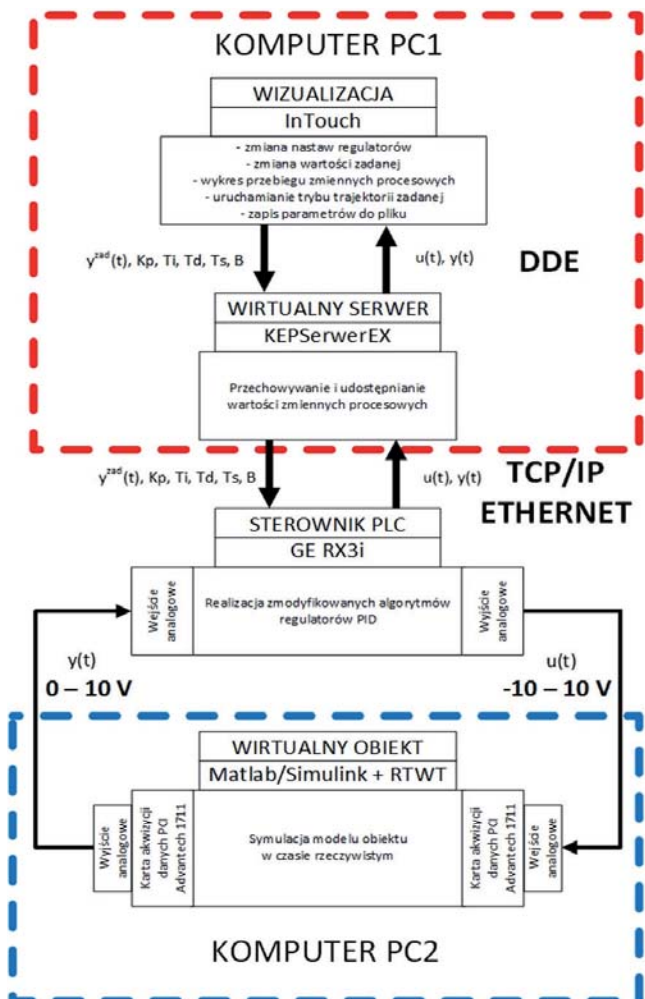 KOMPUTER PC1
WIZUALIZACJA
InTouch
- zmiana nastaw regulatorów
- zmiana wartości zadanej
- wykres przebiegu zmiennych procesowych
- uruchamianie trybu trajektorii zadanej
- zapis parametrów do pliku
y^zad(t), Kp, Ti, Td, Ts, B
u(t), y(t)
DDE
WIRTUALNY SERWER
KEPSerwerEX
Przechowywanie i udostępnianie
wartości zmiennych procesowych
y^zad(t), Kp, Ti, Td, Ts, B
u(t), y(t)
TCP/IP
ETHERNET
STEROWNIK PLC
GE RX3i
Wejście
analogowe
Realizacja zmodyfikowanych algorytmów
regulatorów PID
Wyjście
analogowe
y(t)
0 – 10 V
u(t)
-10 – 10 V
WIRTUALNY OBIEKT
Matlab/Simulink + RTWT
Wyjście
analogowe
Karta akwizycji
danych PCI
Advantech 1711
Symulacja modelu obiektu
w czasie rzeczywistym
Karta akwizycji
danych PCI
Advantech 1711
Wejście
analogowe
KOMPUTER PC2